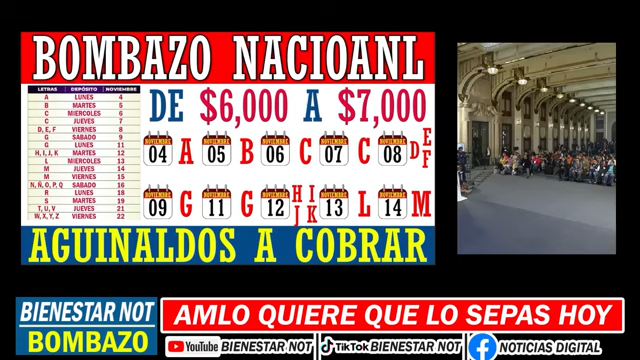 BOMBAZO NACIOANL
LETRAS DEPÓSITO NOVIEMBRE
A LUNES 4
B MARTES 5
C MIERCOLES 6
C JUEVES 7
D, E, F VIERNES 8
G SABADO 9
G LUNES 11
H, I, J, K MARTES 12
L MIERCOLES 13
M JUEVES 14
M VIERNES 15
N, Ñ, O, P, Q SABADO 16
R LUNES 18
S MARTES 19
T, U, V JUEVES 21
W, X, Y, Z VIERNES 22
DE $6,000 A $7,000
04 A 05 B 06 C 07 C 08 D E F
09 G 11 G 12 H I J K 13 L 14 M
AGUINALDOS A COBRAR
BIENESTAR NOT
BOMBAZO
AMLO QUIERE QUE LO SEPAS HOY
YouTube BIENESTAR NOT TikTok BIENESTAR NOT f NOTICIAS DIGITAL